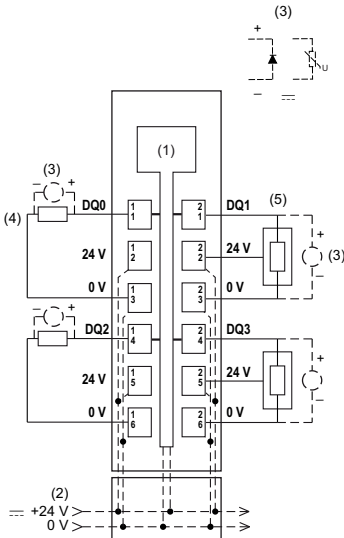 (3)
+
U
–
(1)
(3)
– +
DQ0
1 1
2 1
DQ1
(5)
(4)
+
24 V
1 2
2 2
24 V
(3)
–
0 V
1 3
2 3
0 V
– +
DQ2
1 4
2 4
DQ3
+
24 V
1 5
2 5
24 V
–
0 V
1 6
2 6
0 V
(2)
+24 V
0 V